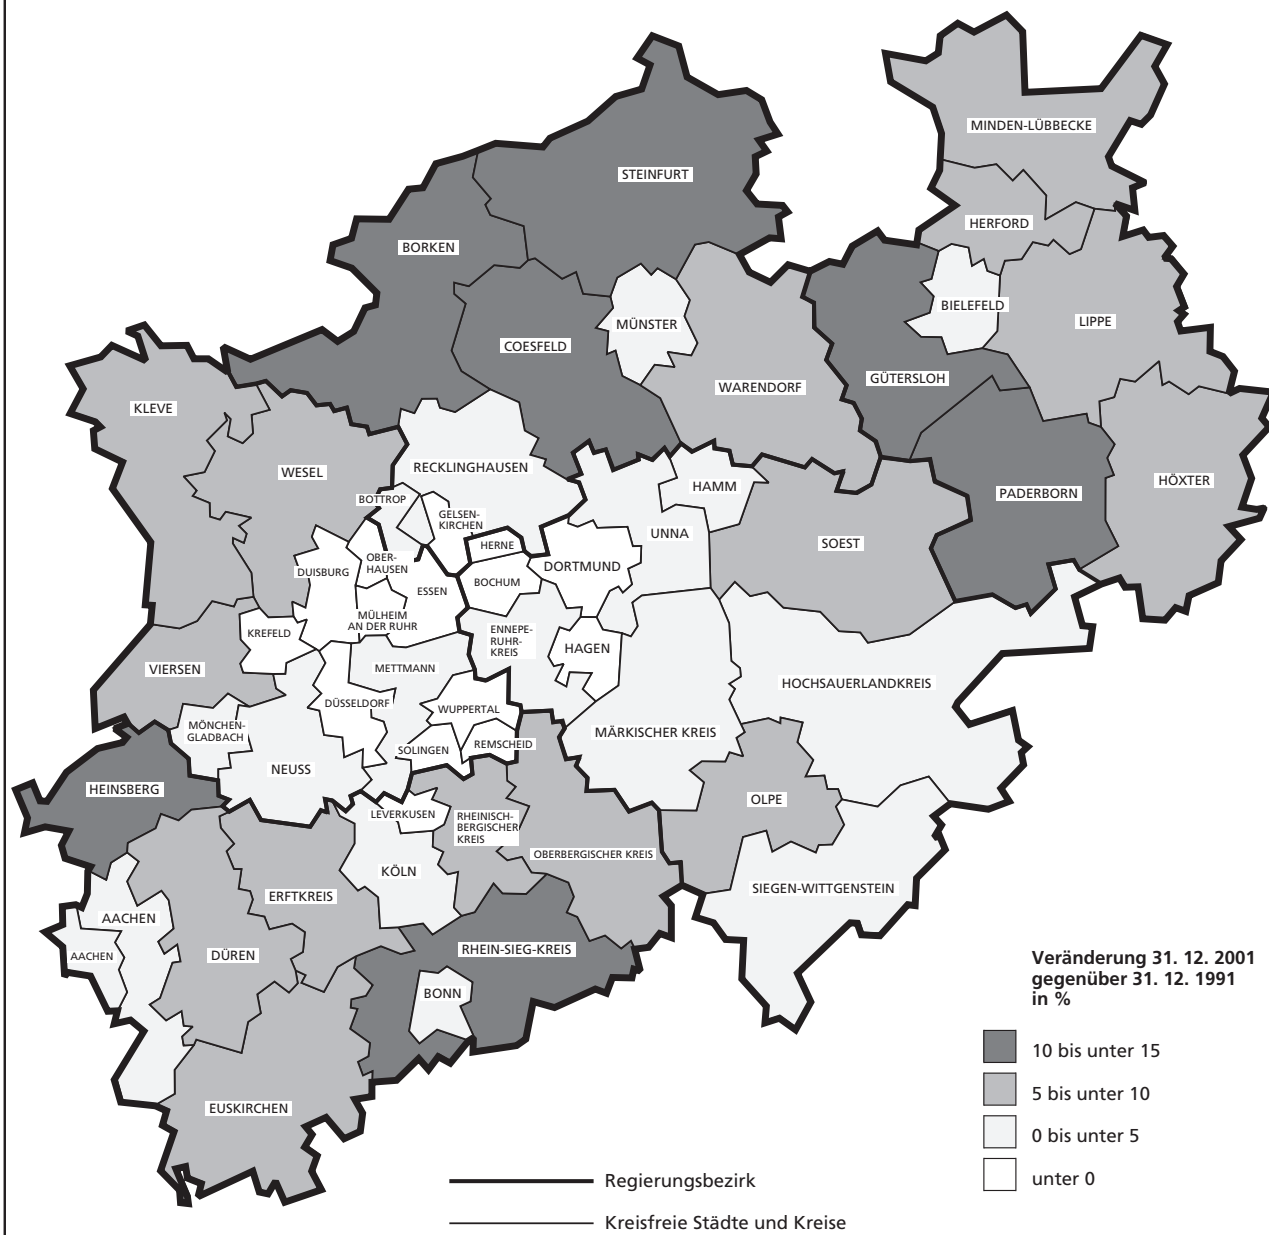 MINDEN-LÜBBECKE
STEINFURT
HERFORD
BORKEN
BIELEFELD
LIPPE
MÜNSTER
COESFELD
GÜTERSLOH
WARENDORF
KLEVE
RECKLINGHAUSEN
WESEL
HÖXTER
HAMM
PADERBORN
BOTTROP
GELSEN-
KIRCHEN
UNNA
SOEST
HERNE
OBER-
HAUSEN
DORTMUND
DUISBURG
BOCHUM
ESSEN
MÜLHEIM
AN DER RUHR
KREFELD
ENNEPE-
RUHR-
KREIS
HAGEN
METTMANN
VIERSEN
HOCHSAUERLANDKREIS
DÜSSELDORF
WUPPERTAL
MÖNCHEN-
GLADBACH
MÄRKISCHER KREIS
REMSCHEID
SOLINGEN
NEUSS
HEINSBERG
OLPE
LEVERKUSEN
RHEINISCH-
BERGISCHER
KREIS
OBERBERGISCHER KREIS
KÖLN
SIEGEN-WITTGENSTEIN
ERFTKREIS
AACHEN
RHEIN-SIEG-KREIS
AACHEN
DÜREN
BONN
EUSKIRCHEN
Veränderung 31. 12. 2001
gegenüber 31. 12. 1991
in %
10 bis unter 15
5 bis unter 10
0 bis unter 5
unter 0
Regierungsbezirk
Kreisfreie Städte und Kreise